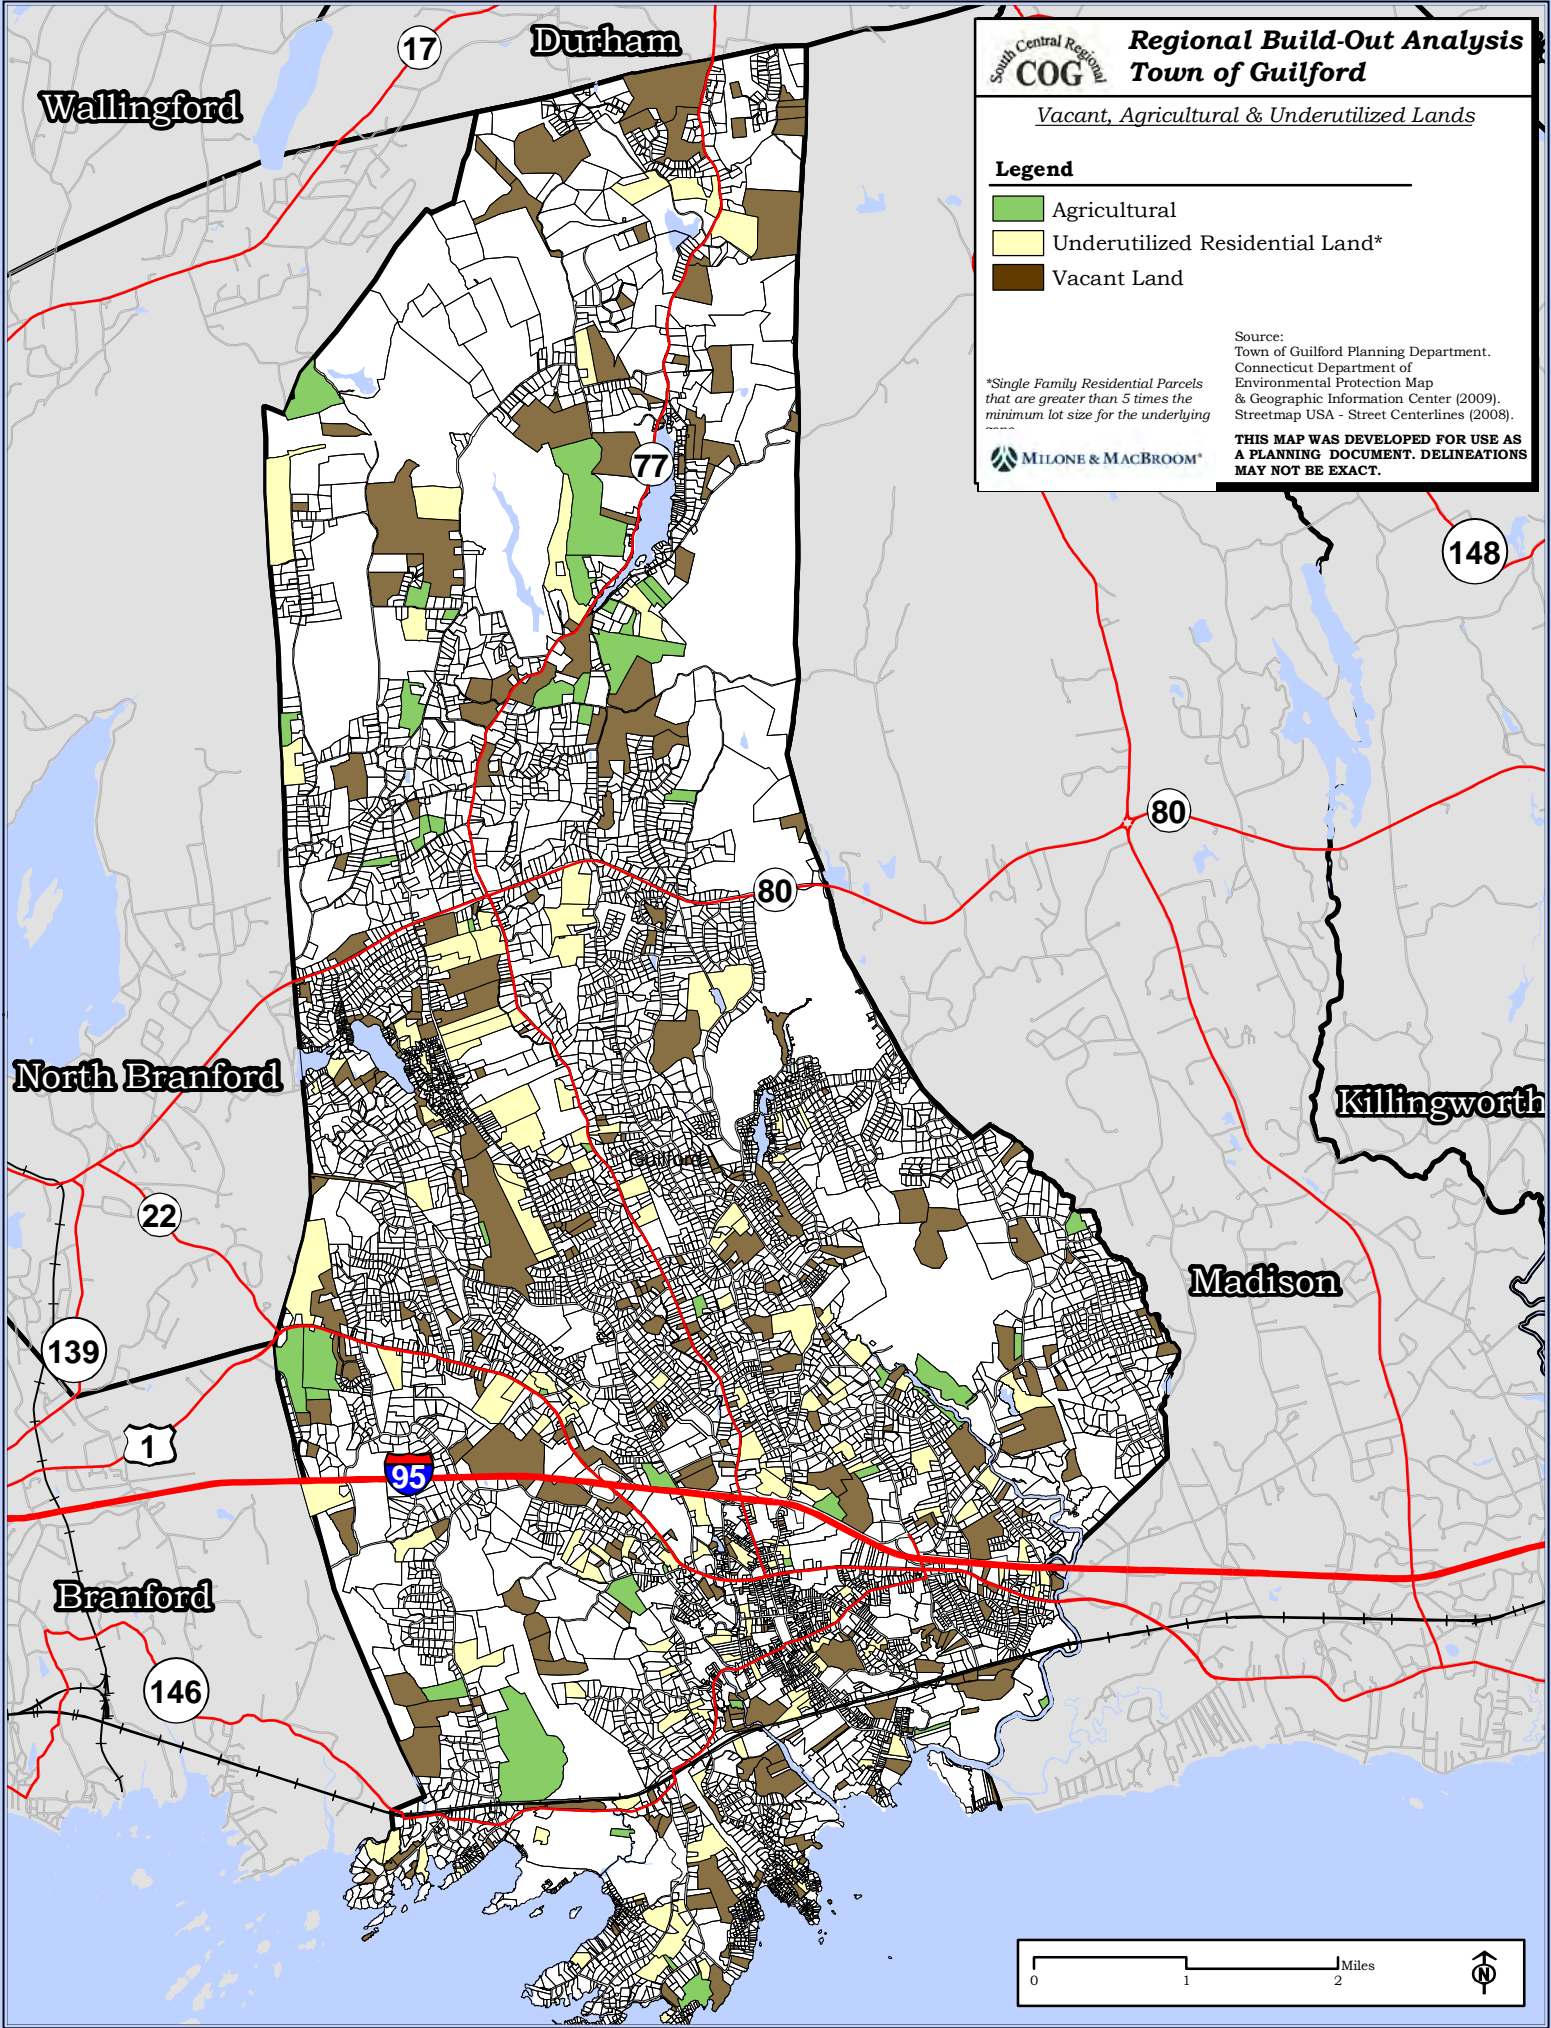 South Central Regional
COG
Regional Build-Out Analysis
Town of Guilford
Vacant, Agricultural & Underutilized Lands
Legend
Agricultural
Underutilized Residential Land*
Vacant Land
*Single Family Residential Parcels
that are greater than 5 times the
minimum lot size for the underlying
Source:
Town of Guilford Planning Department.
Connecticut Department of
Environmental Protection Map
& Geographic Information Center (2009).
Streetmap USA - Street Centerlines (2008).
THIS MAP WAS DEVELOPED FOR USE AS
A PLANNING DOCUMENT. DELINEATIONS
MAY NOT BE EXACT.
MILONE & MACBROOM®
Durham
17
Wallingford
77
148
80
80
North Branford
Killingworth
Guilford
22
Madison
139
1
95
Branford
146
0
1
2
Miles
N